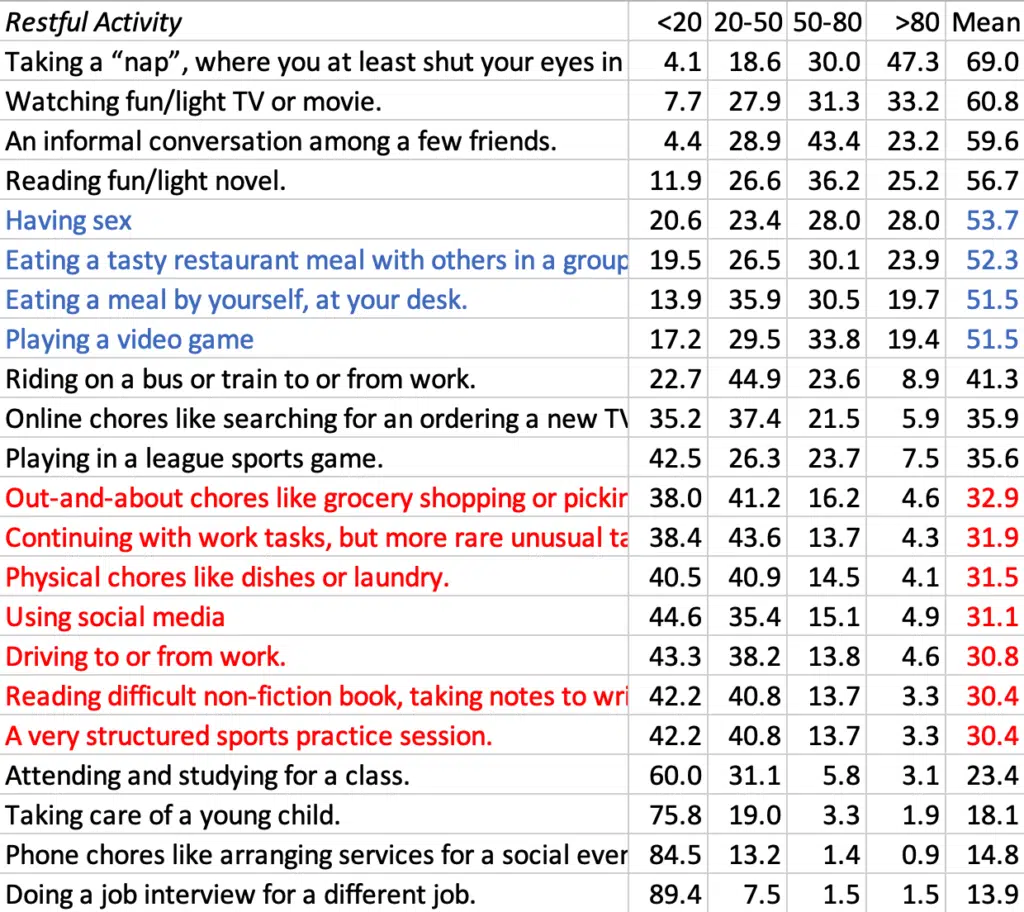 Restful Activity <20 20-50 50-80 >80 Mean
Taking a “nap”, where you at least shut your eyes in 4.1 18.6 30.0 47.3 69.0
Watching fun/light TV or movie. 7.7 27.9 31.3 33.2 60.8
An informal conversation among a few friends. 4.4 28.9 43.4 23.2 59.6
Reading fun/light novel. 11.9 26.6 36.2 25.2 56.7
Having sex 20.6 23.4 28.0 28.0 53.7
Eating a tasty restaurant meal with others in a group 19.5 26.5 30.1 23.9 52.3
Eating a meal by yourself, at your desk. 13.9 35.9 30.5 19.7 51.5
Playing a video game 17.2 29.5 33.8 19.4 51.5
Riding on a bus or train to or from work. 22.7 44.9 23.6 8.9 41.3
Online chores like searching for an ordering a new TV 35.2 37.4 21.5 5.9 35.9
Playing in a league sports game. 42.5 26.3 23.7 7.5 35.6
Out-and-about chores like grocery shopping or pickin 38.0 41.2 16.2 4.6 32.9
Continuing with work tasks, but more rare unusual ta 38.4 43.6 13.7 4.3 31.9
Physical chores like dishes or laundry. 40.5 40.9 14.5 4.1 31.5
Using social media 44.6 35.4 15.1 4.9 31.1
Driving to or from work. 43.3 38.2 13.8 4.6 30.8
Reading difficult non-fiction book, taking notes to wri 42.2 40.8 13.7 3.3 30.4
A very structured sports practice session. 42.2 40.8 13.7 3.3 30.4
Attending and studying for a class. 60.0 31.1 5.8 3.1 23.4
Taking care of a young child. 75.8 19.0 3.3 1.9 18.1
Phone chores like arranging services for a social ever 84.5 13.2 1.4 0.9 14.8
Doing a job interview for a different job. 89.4 7.5 1.5 1.5 13.9